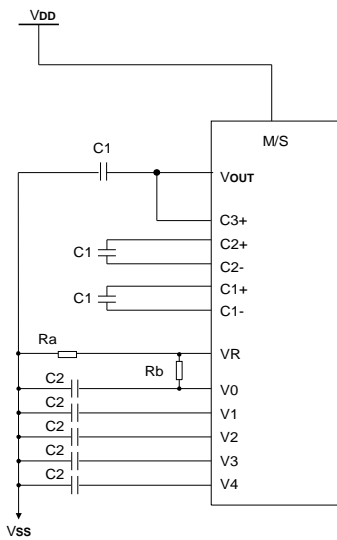 VDD
M/S
C1
VOUT
C3+
C2+
C1
C2-
C1+
C1
C1-
Ra
VR
Rb
C2
V0
C2
V1
C2
V2
C2
V3
C2
V4
VSS